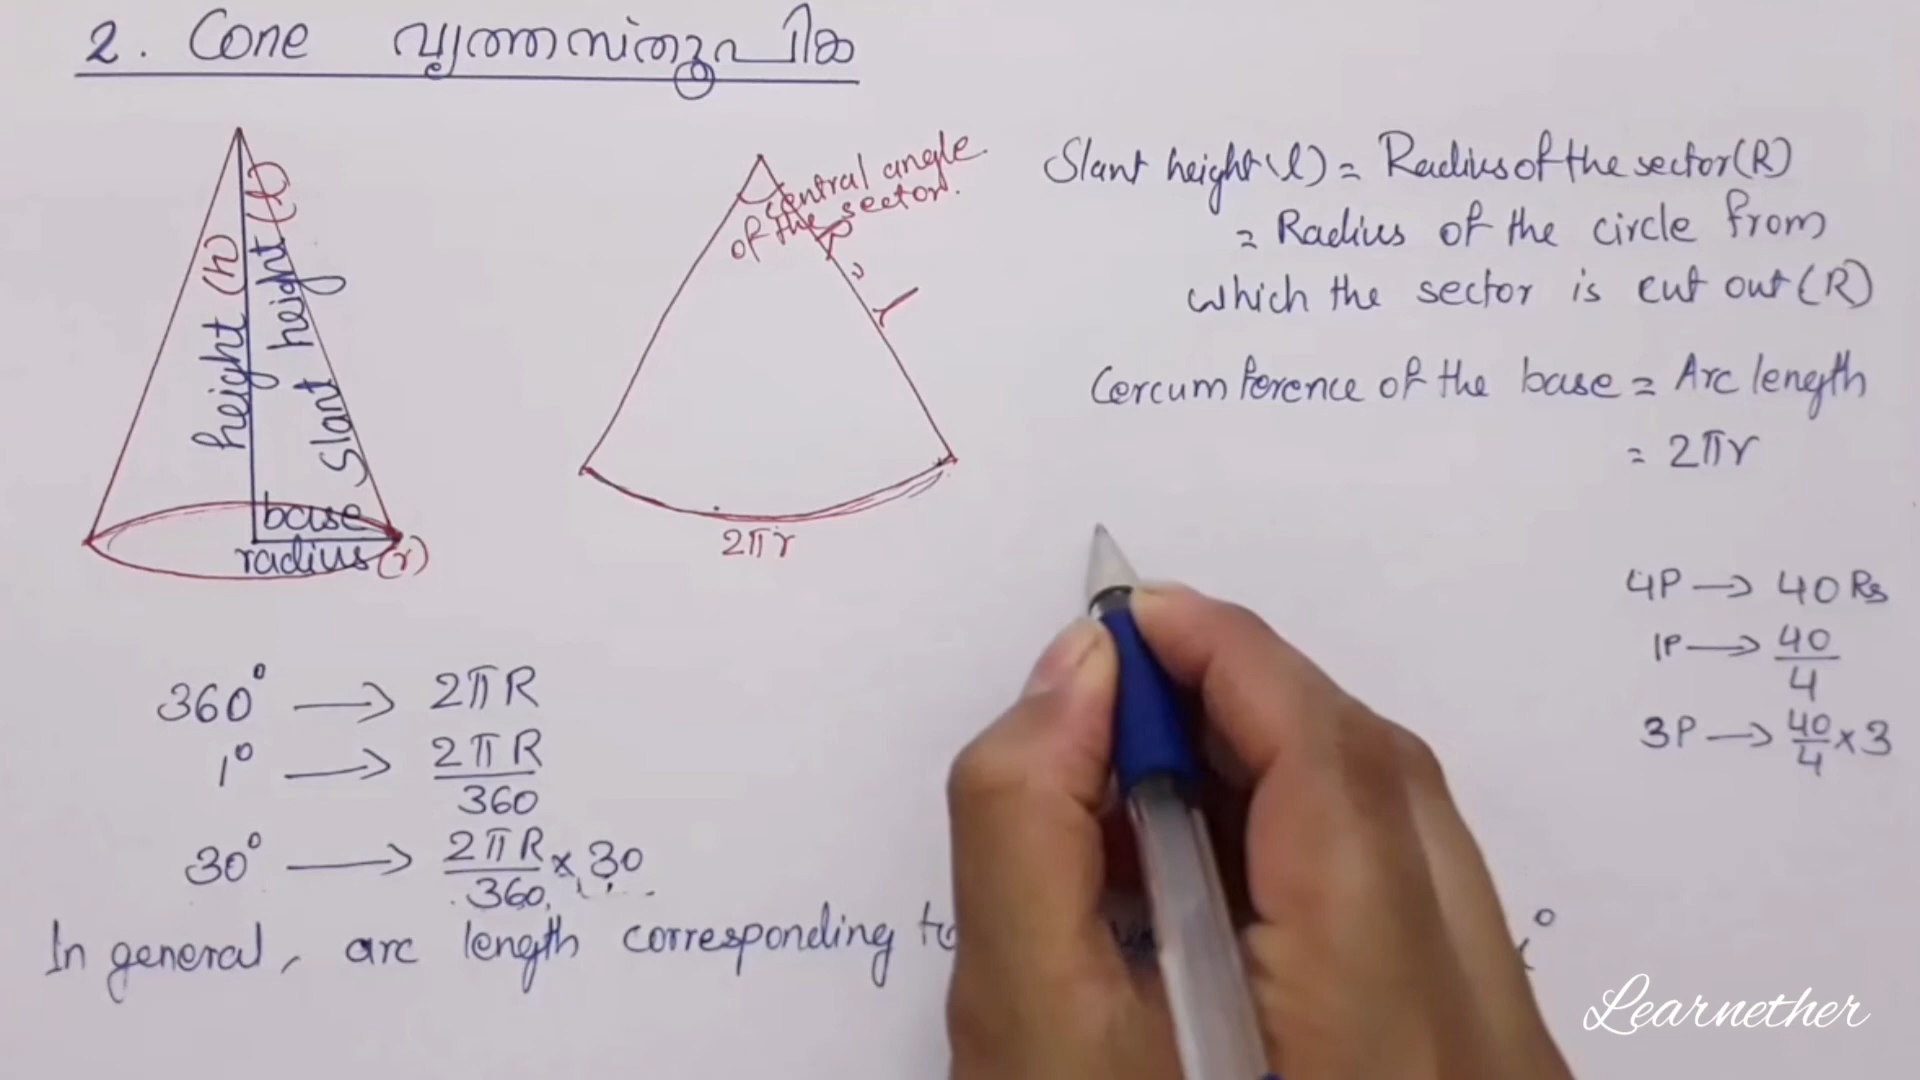 2. Cone വൃത്തസ്തൂപിക
height (h)
slant height (l)
base
radius (r)
central angle
of the sector.
R = l
2πr
Slant height (l) = Radius of the sector (R)
= Radius of the circle from
which the sector is cut out (R)
Cercumference of the base = Arc length
= 2πr
4P → 40 Rs
1P → 40/4
3P → 40/4 × 3
360° → 2πR
1° → 2πR/360
30° → 2πR/360 × 30
In general, arc length corresponding to
Learnether